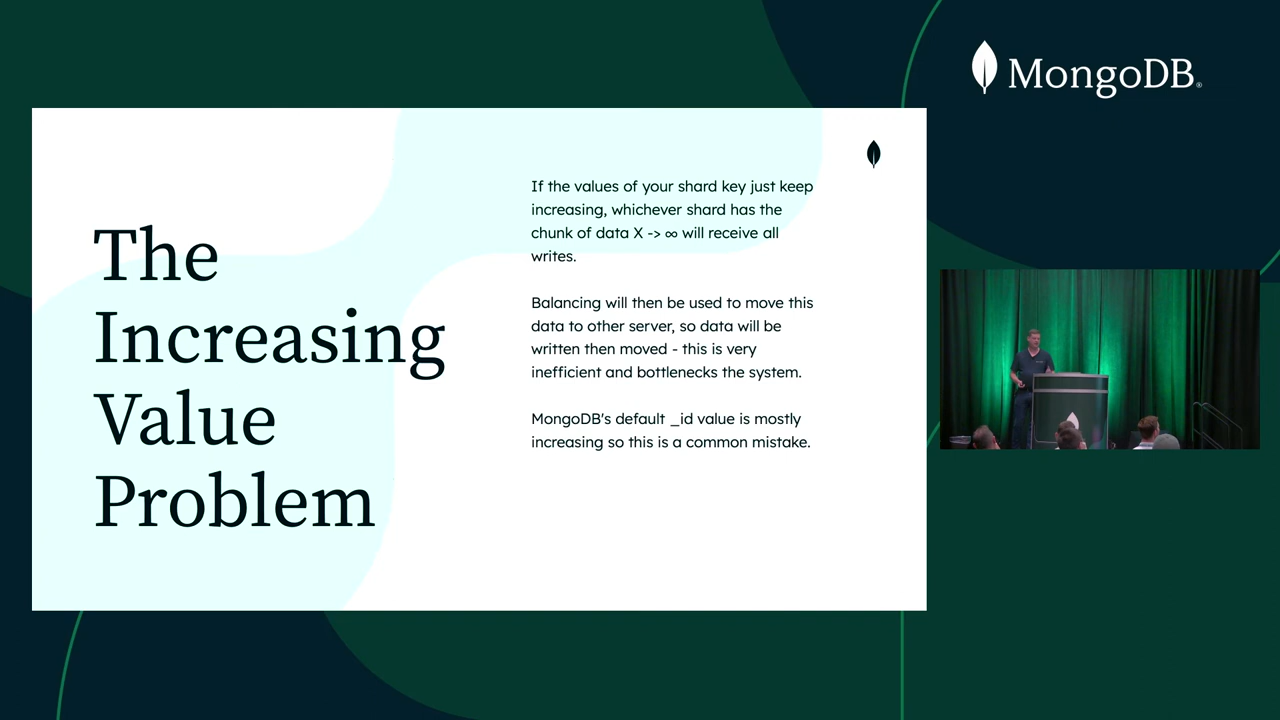 MongoDB®
The
Increasing
Value
Problem
If the values of your shard key just keep
increasing, whichever shard has the
chunk of data X -> ∞ will receive all
writes.
Balancing will then be used to move this
data to other server, so data will be
written then moved - this is very
inefficient and bottlenecks the system.
MongoDB's default _id value is mostly
increasing so this is a common mistake.